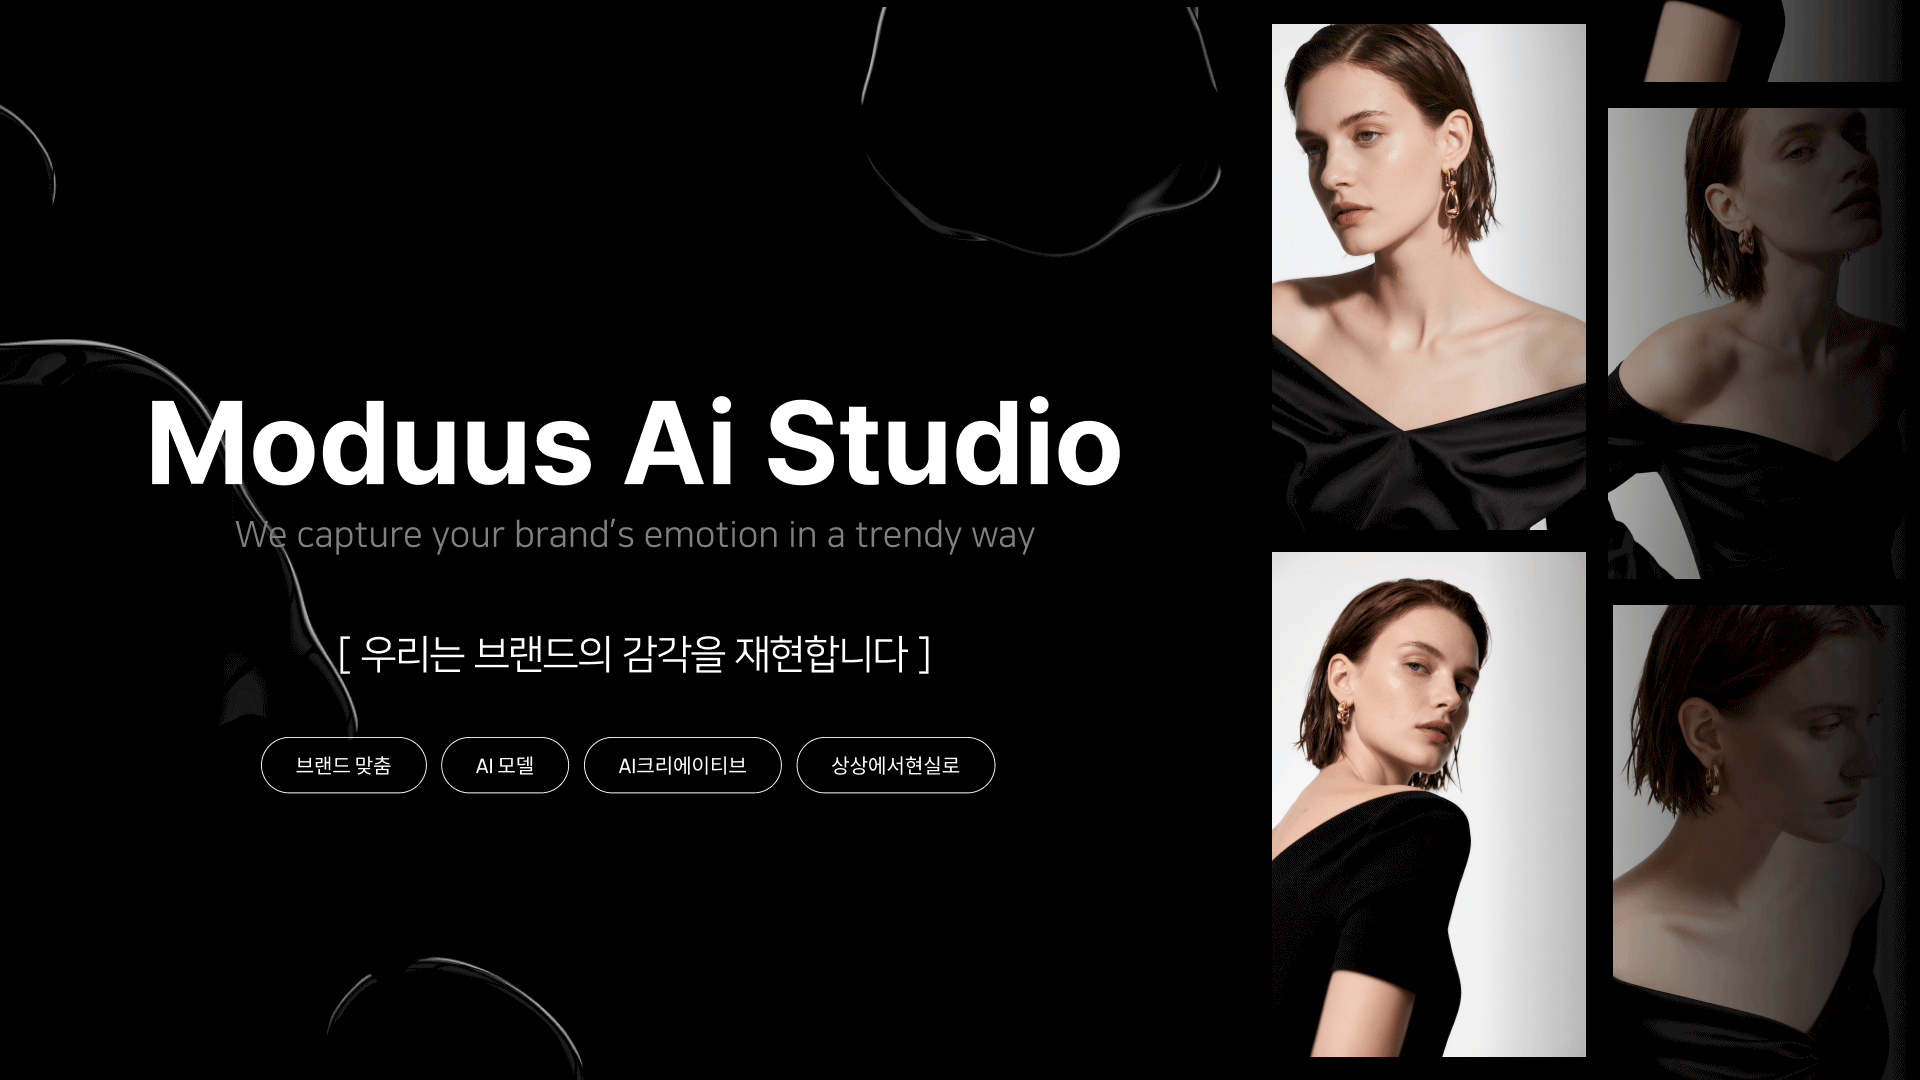 Moduus Ai Studio
We capture your brand’s emotion in a trendy way
[ 우리는 브랜드의 감각을 재현합니다 ]
브랜드 맞춤
AI 모델
AI크리에이티브
상상에서현실로